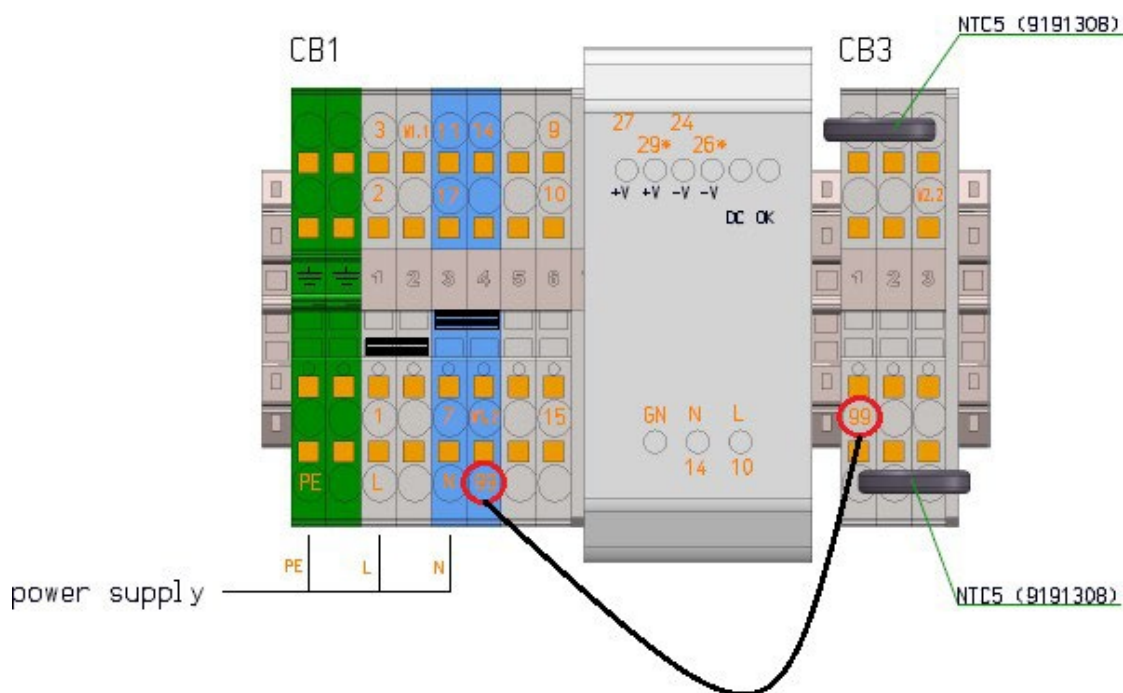 NTC5 (9191308)
CB1
CB3
3 W1.1 11 14 9
27 24
29* 26*
2 17 10
W2.2
+V +V -V -V
DC OK
1 2 3 4 5 6
1 2 3
1 7 15
GN N L
99
14 10
PE L N 99
PE L N
power supply
NTC5 (9191308)